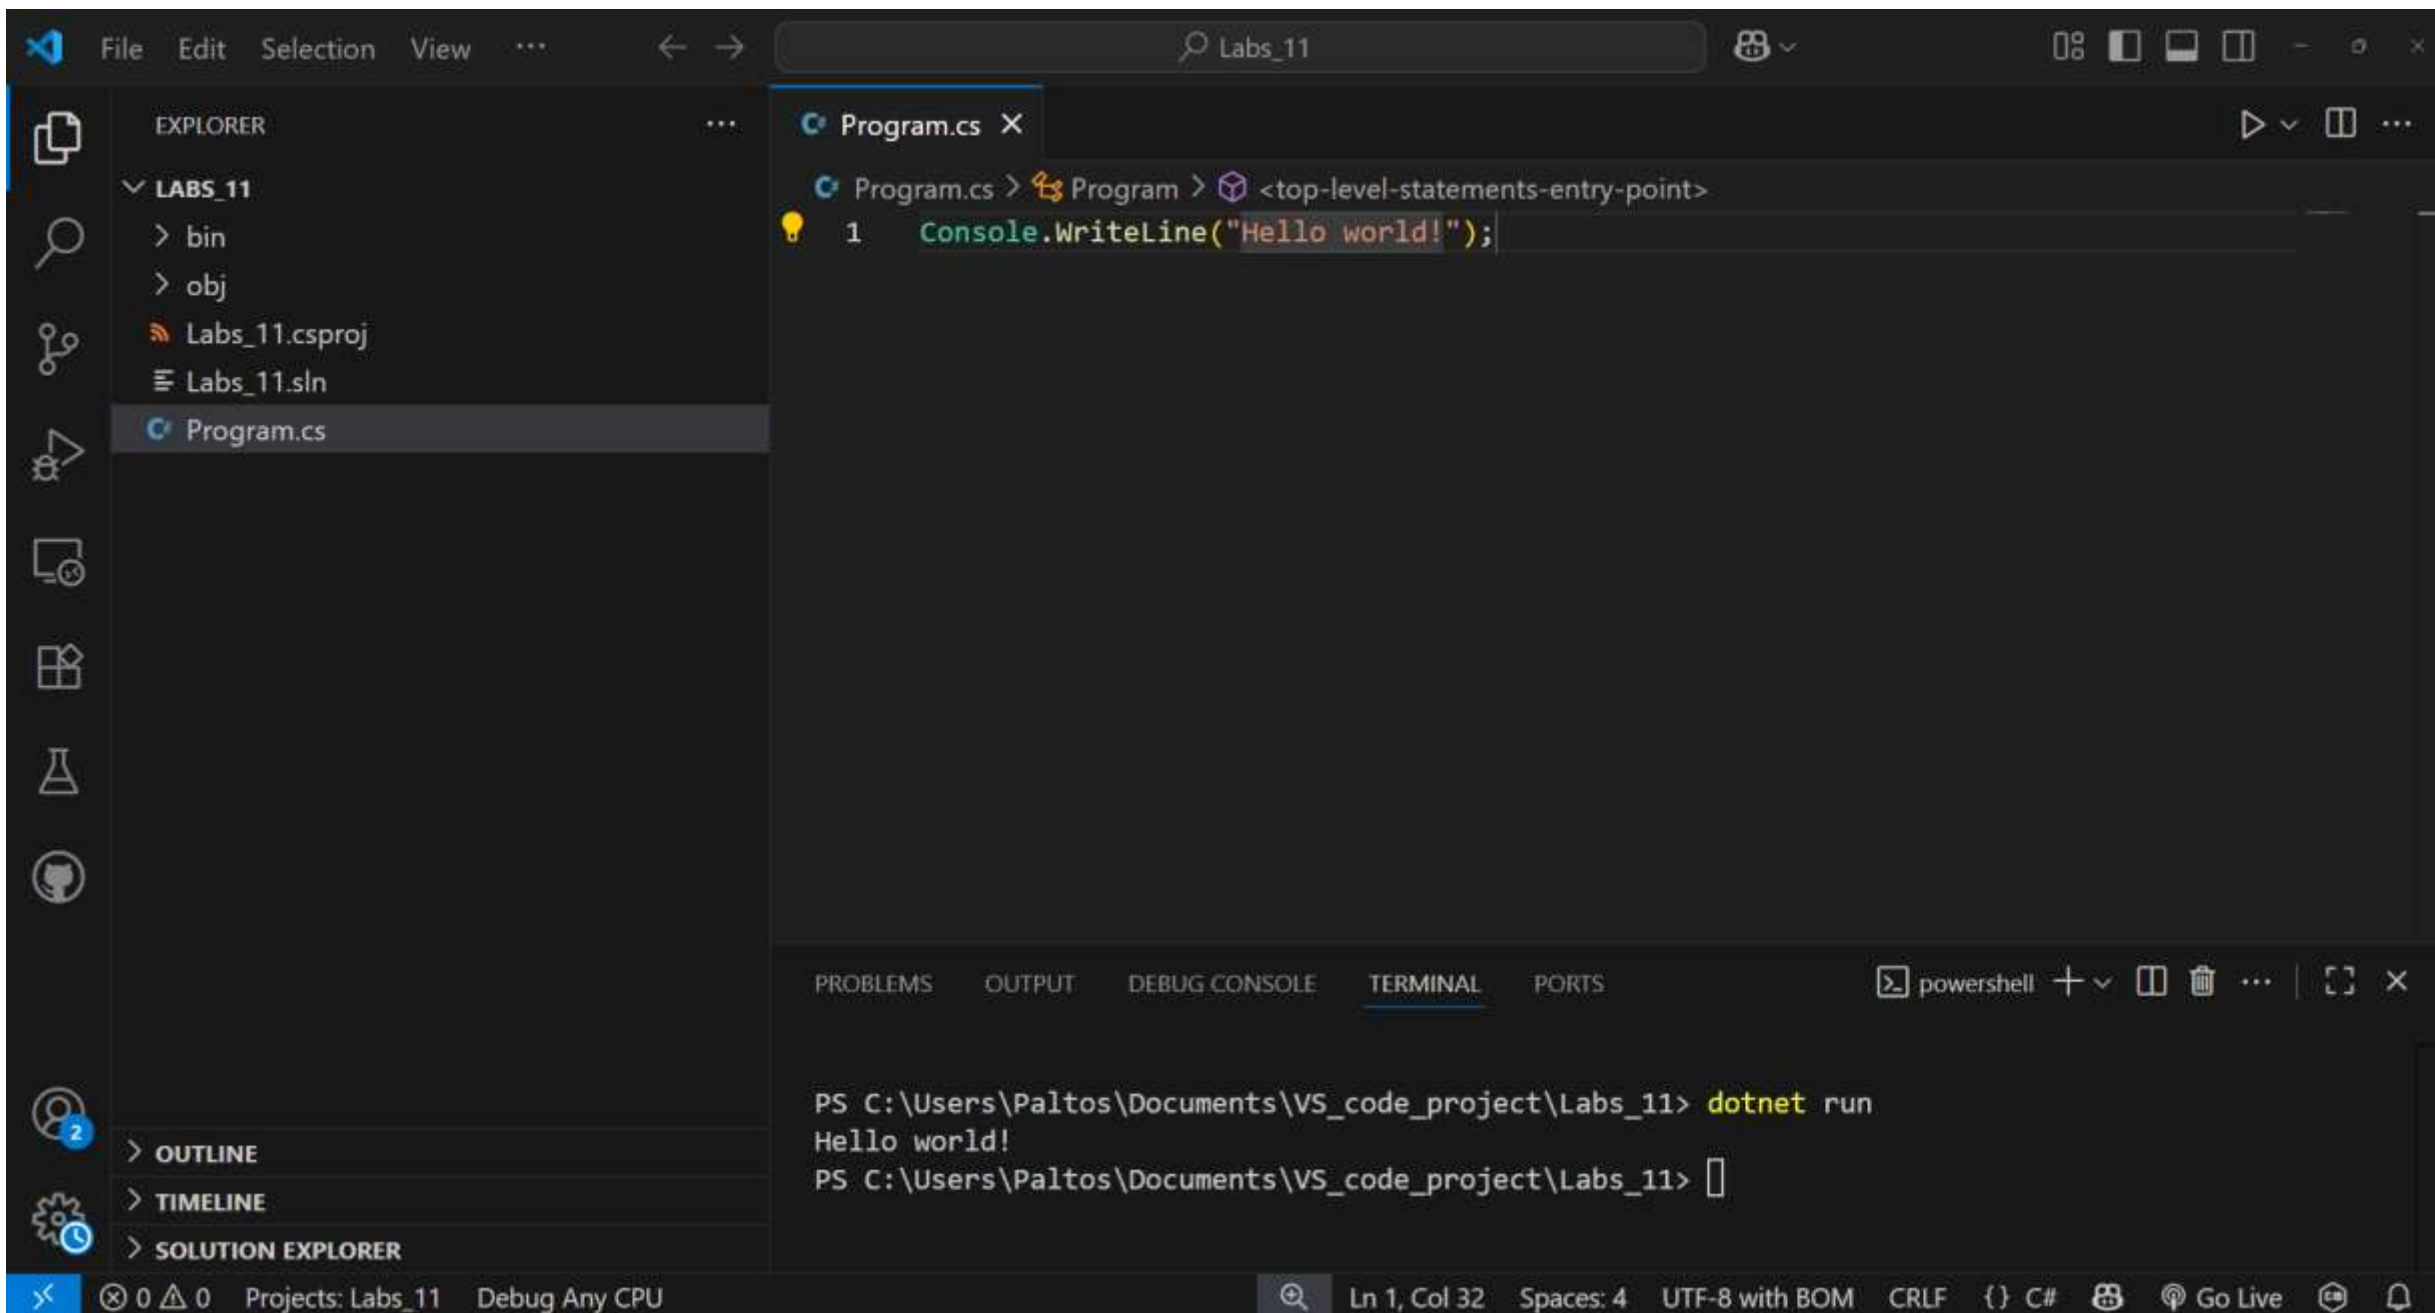 File Edit Selection View ··· Labs_11
EXPLORER ···
LABS_11
bin
obj
Labs_11.csproj
Labs_11.sln
Program.cs
OUTLINE
TIMELINE
SOLUTION EXPLORER
Program.cs
Program.cs > Program > <top-level-statements-entry-point>
1 Console.WriteLine("Hello world!");
PROBLEMS OUTPUT DEBUG CONSOLE TERMINAL PORTS powershell
PS C:\Users\Paltos\Documents\VS_code_project\Labs_11> dotnet run
Hello world!
PS C:\Users\Paltos\Documents\VS_code_project\Labs_11>
2
0 0 Projects: Labs_11 Debug Any CPU Ln 1, Col 32 Spaces: 4 UTF-8 with BOM CRLF {} C# Go Live